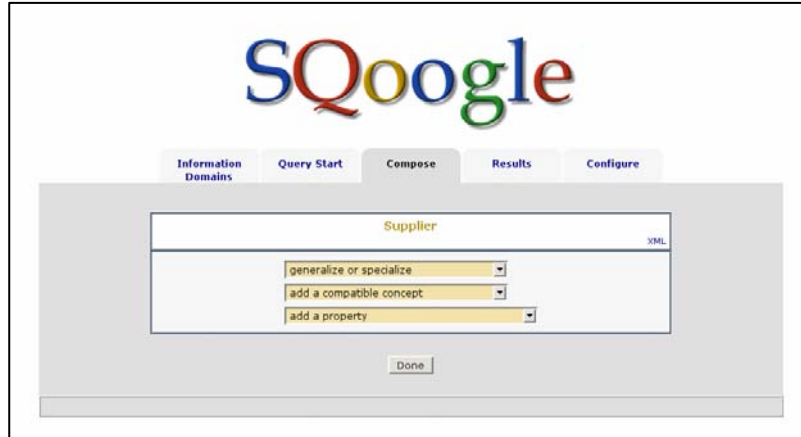 SQoogle
Information Domains Query Start Compose Results Configure
Supplier
XML
generalize or specialize
add a compatible concept
add a property
Done